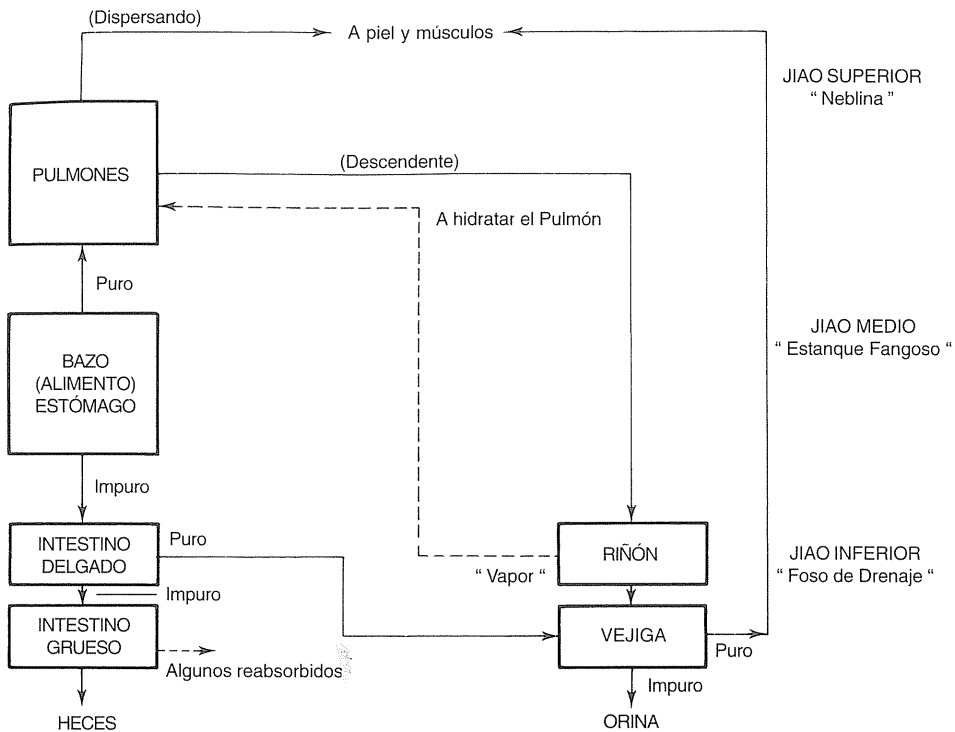 (Dispersando)
A piel y músculos
JIAO SUPERIOR
“ Neblina ”
PULMONES
(Descendente)
A hidratar el Pulmón
Puro
JIAO MEDIO
“ Estanque Fangoso “
BAZO
(ALIMENTO)
ESTÓMAGO
Impuro
INTESTINO
DELGADO
Puro
“ Vapor “
RIÑÓN
JIAO INFERIOR
“ Foso de Drenaje “
Impuro
INTESTINO
GRUESO
Algunos reabsorbidos
VEJIGA
Puro
Impuro
HECES
ORINA